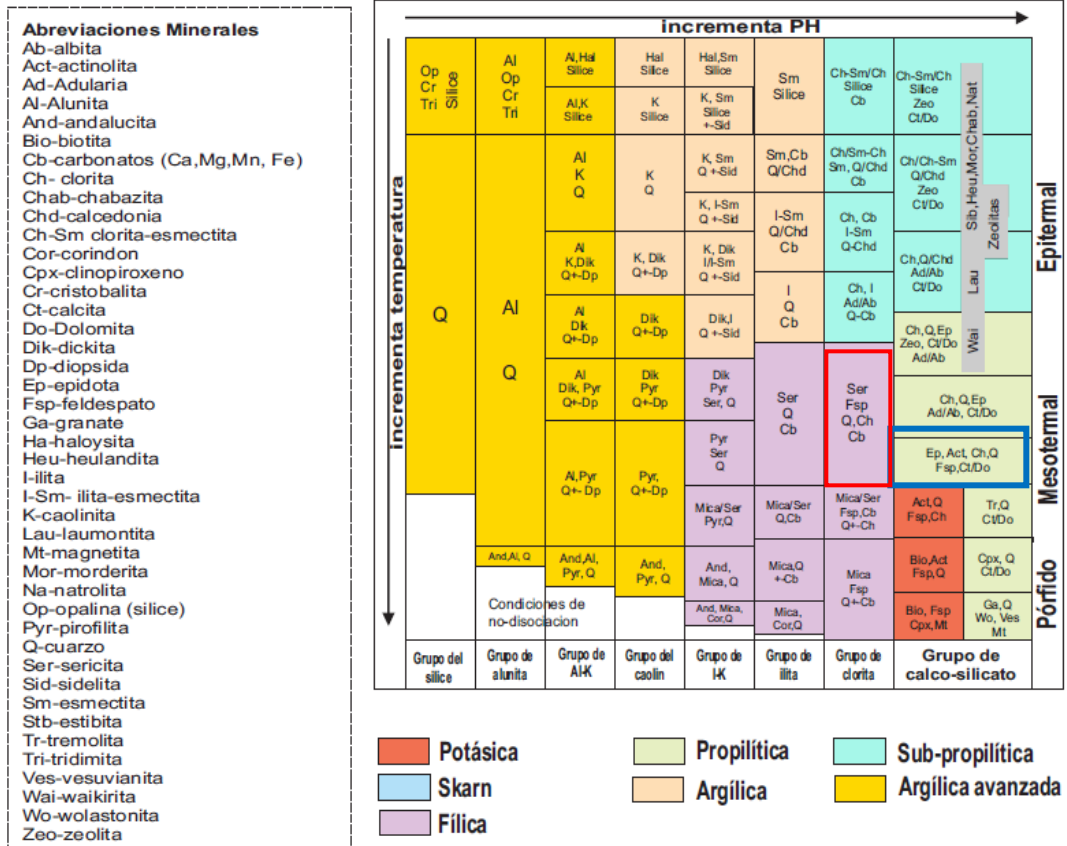 Abreviaciones Minerales
Ab-albita
Act-actinolita
Ad-Adularia
Al-Alunita
And-andalucita
Bio-biotita
Cb-carbonatos (Ca,Mg,Mn, Fe)
Ch- clorita
Chab-chabazita
Chd-calcedonia
Ch-Sm clorita-esmectita
Cor-corindon
Cpx-clinopiroxeno
Cr-cristobalita
Ct-calcita
Do-Dolomita
Dik-dickita
Dp-diopsida
Ep-epidota
Fsp-feldespato
Ga-granate
Ha-haloysita
Heu-heulandita
I-ilita
I-Sm- ilita-esmectita
K-caolinita
Lau-laumontita
Mt-magnetita
Mor-morderita
Na-natrolita
Op-opalina (silice)
Pyr-pirofilita
Q-cuarzo
Ser-sericita
Sid-sidelita
Sm-esmectita
Stb-estibita
Tr-tremolita
Tri-tridimita
Ves-vesuvianita
Wai-waikirita
Wo-wolastonita
Zeo-zeolita
incrementa PH
incrementa temperatura
Op
Cr
Tri
Silice
Q
Al
Op
Cr
Tri
Al
Q
And,Al, Q
Al,Hal
Silice
Al,K
Silice
Al
K
Q
Al
K,Dik
Q+-Dp
Al
Dik
Q+-Dp
Al
Dik, Pyr
Q+-Dp
Al,Pyr
Q+- Dp
And,Al,
Pyr, Q
Condiciones de
no-disociacion
Hal
Silice
K
Silice
K
Q
K, Dik
Q+-Dp
Dik
Q+-Dp
Dik
Pyr
Q+-Dp
Pyr,
Q+-Dp
And,
Pyr, Q
Hal,Sm
Silice
K, Sm
Silice
+-Sid
K, Sm
Q +-Sid
K, I-Sm
Q +-Sid
K, Dik
I/I-Sm
Q +-Sid
Dik,I
Q +-Sid
Dik
Pyr
Ser, Q
Pyr
Ser
Q
Mica/Ser
Pyr,Q
And,
Mica, Q
And, Mica,
Cor,Q
Sm
Silice
Sm,Cb
Q/Chd
I-Sm
Q/Chd
Cb
I
Q
Cb
Ser
Q
Cb
Mica/Ser
Q,Cb
Mica,Q
+-Cb
Mica,
Cor,Q
Ch-Sm/Ch
Silice
Cb
Ch/Sm-Ch
Sm, Q/Chd
Cb
Ch, Cb
I-Sm
Q-Chd
Ch, I
Ad/Ab
Q-Cb
Ser
Fsp
Q,Ch
Cb
Mica/Ser
Fsp,Cb
Q+-Ch
Mica
Fsp
Q+-Cb
Ch-Sm/Ch
Silice
Zeo
Ct/Do
Ch/Ch-Sm
Q/Chd
Zeo
Ct/Do
Ch,Q/Chd
Ad/Ab
Ct/Do
Ch,Q,Ep
Zeo, Ct/Do
Ad/Ab
Ch,Q,Ep
Ad/Ab, Ct/Do
Ep, Act, Ch,Q
Fsp,Ct/Do
Act,Q
Fsp,Ch
Tr,Q
Ct/Do
Bio,Act
Fsp,Q
Cpx, Q
Ct/Do
Bio, Fsp
Cpx,Mt
Ga,Q
Wo, Ves
Mt
Wai
Lau
Sib,Heu,Mor,Chab,Nat
Zeolitas
Epitermal
Mesotermal
Pórfido
Grupo del
silice
Grupo de
alunita
Grupo de
Al-K
Grupo del
caolin
Grupo de
I-K
Grupo de
ilita
Grupo de
clorita
Grupo de
calco-silicato
Potásica
Propilítica
Sub-propilítica
Skarn
Argílica
Argílica avanzada
Fílica